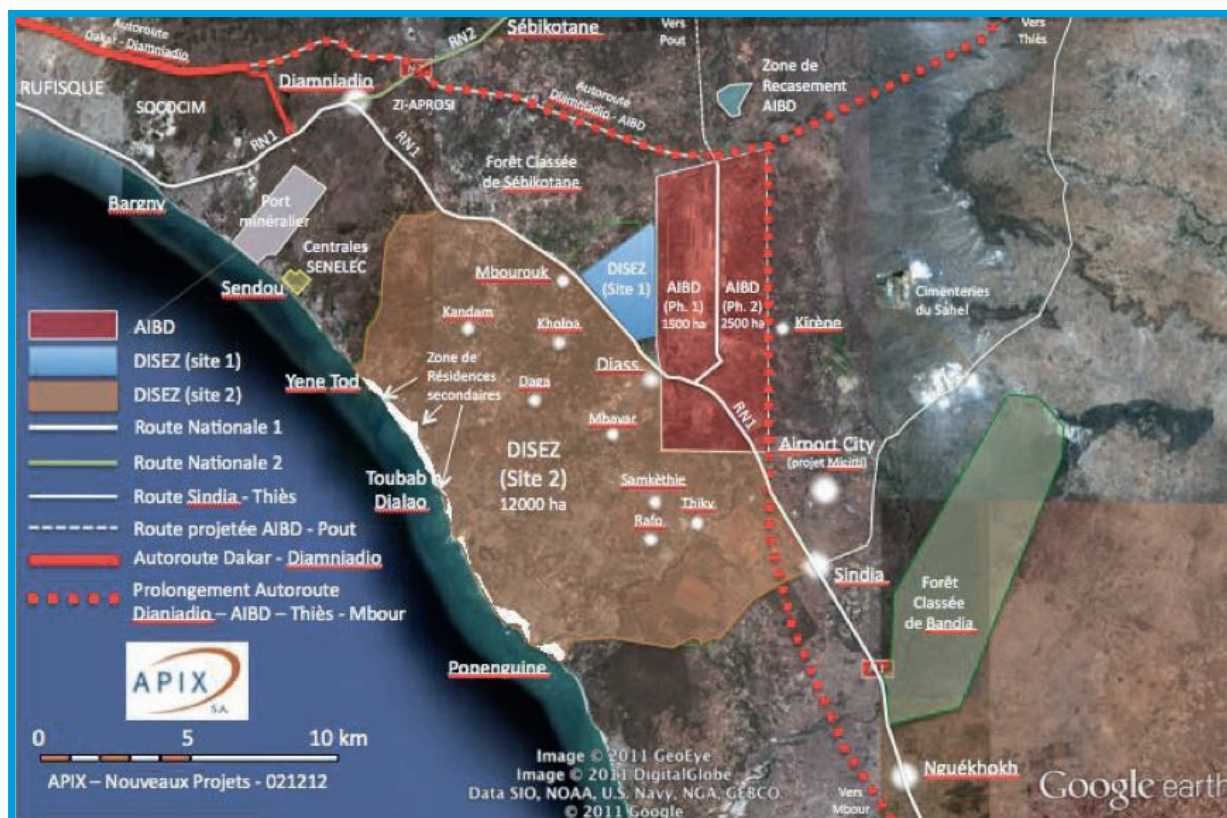 Autoroute
Dakar - Diamniadio
RN2
Sébikotane
Vers
Pout
Vers
Thiès
RUFISQUE
SOCOCIM
Diamniadio
ZI-APROSI
Autoroute
Diamniadio - AIBD
Zone de
Recasement
AIBD
RN1
RN1
Forêt Classée
de Sébikotane
Bargny
Port
minéralier
Centrales
SENELEC
Sendou
Mbourouk
DISEZ
(Site 1)
AIBD
(Ph. 1)
1500 ha
AIBD
(Ph. 2)
2500 ha
Cimenteries
du Sahel
Kandam
Kholpa
Kirène
Yene Tod
Zone de
Résidences
secondaires
Daga
Diass
Mbayar
RN1
Airport City
(projet Micitti)
DISEZ
(Site 2)
12000 ha
Toubab
Dialao
Samkèthie
Thiky
Rafo
Sindia
Forêt
Classée
de Bandia
Popenguine
Nguékhokh
Vers
Mbour
AIBD
DISEZ (site 1)
DISEZ (site 2)
Route Nationale 1
Route Nationale 2
Route Sindia - Thiès
Route projetée AIBD - Pout
Autoroute Dakar - Diamniadio
Prolongement Autoroute
Dianiadio – AIBD – Thiès - Mbour
APIX
S.A.
0 5 10 km
APIX – Nouveaux Projets - 021212
Image © 2011 GeoEye
Image © 2011 DigitalGlobe
Data SIO, NOAA, U.S. Navy, NGA, GEBCO
© 2011 Google
Google earth